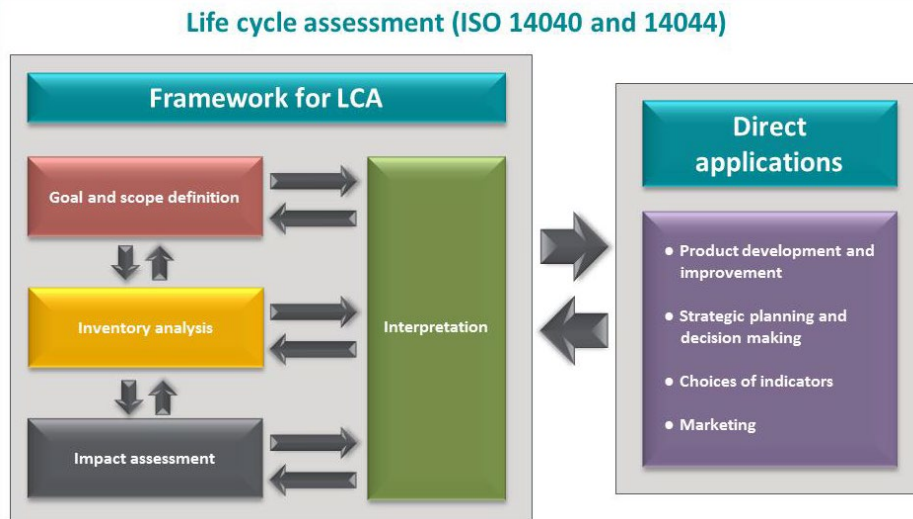 Life cycle assessment (ISO 14040 and 14044)
Framework for LCA
Goal and scope definition
Inventory analysis
Impact assessment
Interpretation
Direct
applications
● Product development and
improvement
● Strategic planning and
decision making
● Choices of indicators
● Marketing